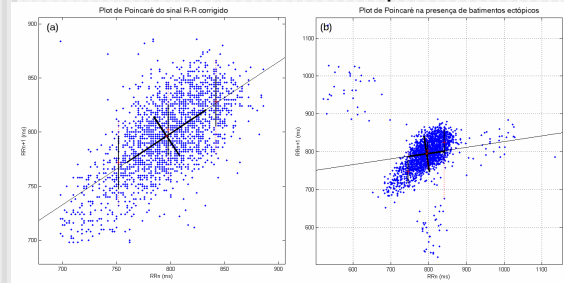 Plot de Poincaré do sinal R-R corrigido
(a)
900
850
800
750
700
RRn+1 (ms)
700
750
800
850
900
RRn (ms)
Plot de Poincaré na presença de batimentos ectópicos
(b)
1100
1000
900
800
700
600
RRn+1 (ms)
600
700
800
900
1000
1100
RRn (ms)